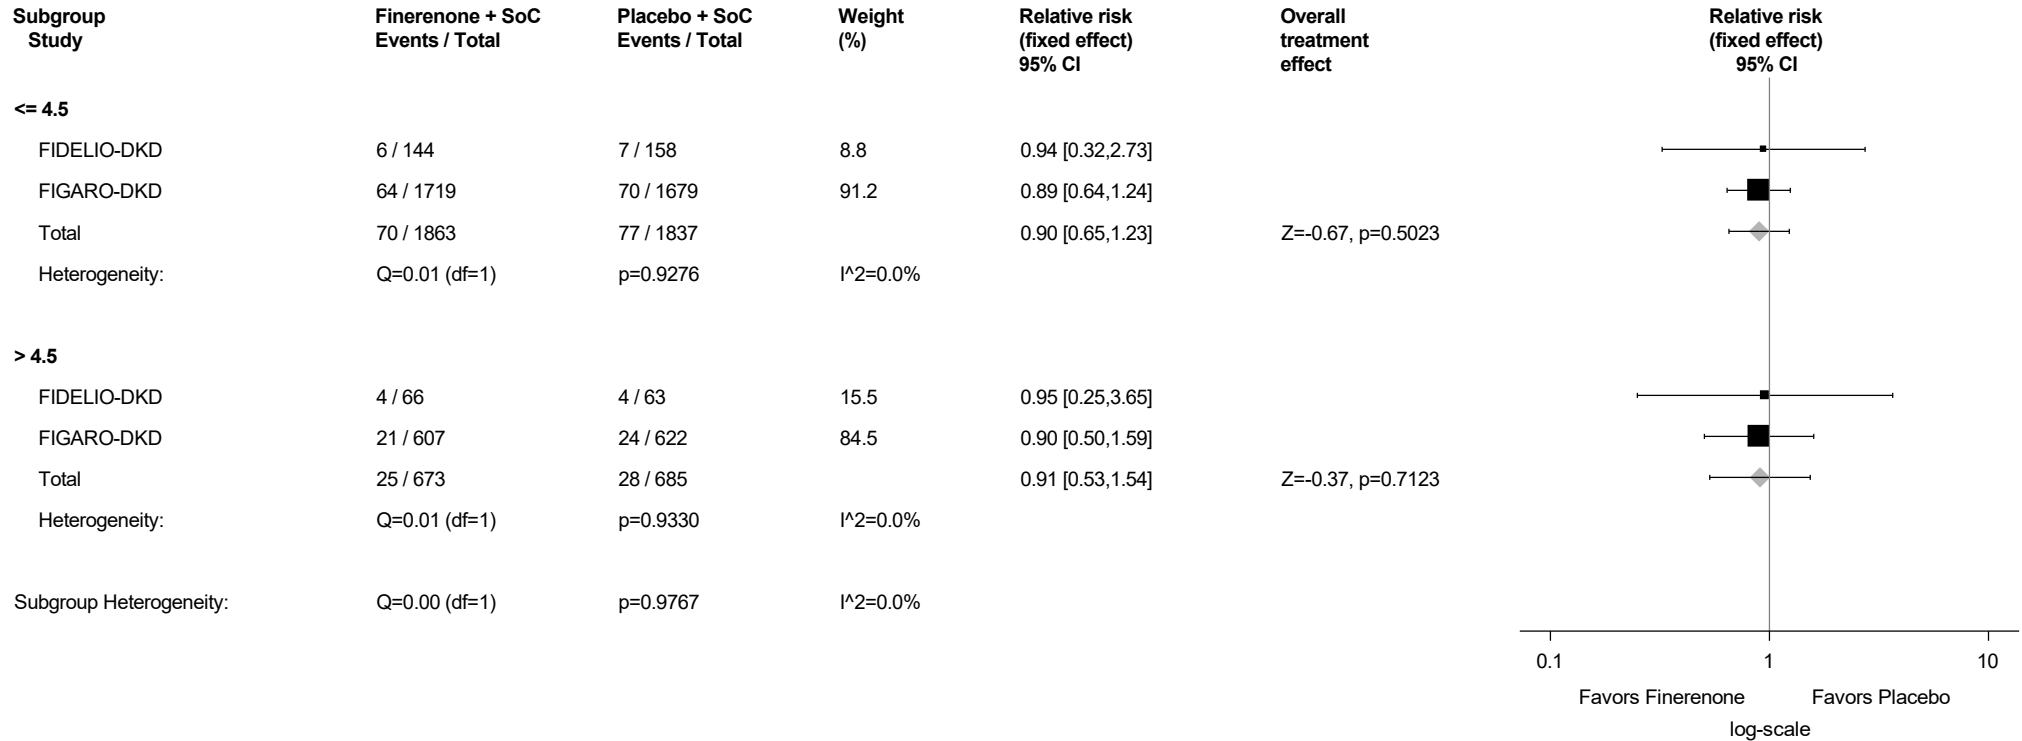 Subgroup Finerenone + SoC Placebo + SoC Weight Relative risk Overall Relative risk
Study Events / Total Events / Total (%) (fixed effect) treatment (fixed effect)
95% CI effect 95% CI
<= 4.5
FIDELIO-DKD 6 / 144 7 / 158 8.8 0.94 [0.32,2.73]
FIGARO-DKD 64 / 1719 70 / 1679 91.2 0.89 [0.64,1.24]
Total 70 / 1863 77 / 1837 0.90 [0.65,1.23] Z=-0.67, p=0.5023
Heterogeneity: Q=0.01 (df=1) p=0.9276 I^2=0.0%
> 4.5
FIDELIO-DKD 4 / 66 4 / 63 15.5 0.95 [0.25,3.65]
FIGARO-DKD 21 / 607 24 / 622 84.5 0.90 [0.50,1.59]
Total 25 / 673 28 / 685 0.91 [0.53,1.54] Z=-0.37, p=0.7123
Heterogeneity: Q=0.01 (df=1) p=0.9330 I^2=0.0%
Subgroup Heterogeneity: Q=0.00 (df=1) p=0.9767 I^2=0.0%
0.1 1 10
Favors Finerenone Favors Placebo
log-scale